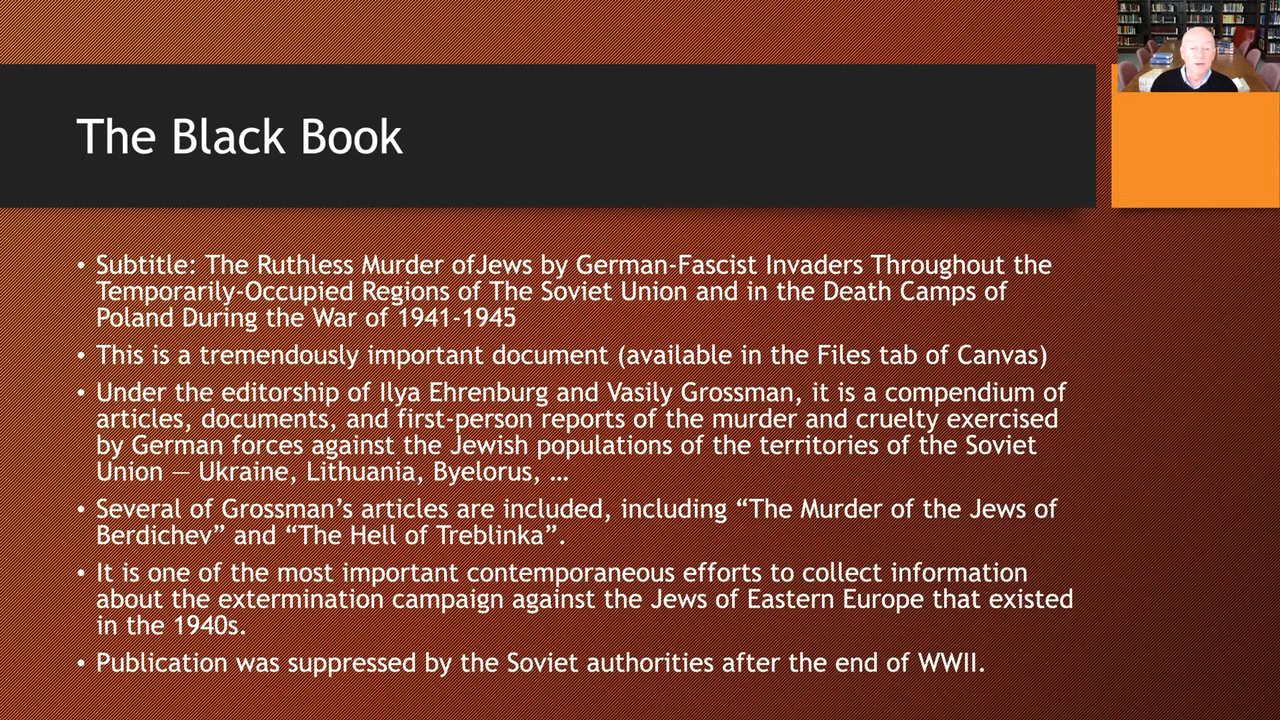 The Black Book
• Subtitle: The Ruthless Murder ofJews by German-Fascist Invaders Throughout the
Temporarily-Occupied Regions of The Soviet Union and in the Death Camps of
Poland During the War of 1941-1945
• This is a tremendously important document (available in the Files tab of Canvas)
• Under the editorship of Ilya Ehrenburg and Vasily Grossman, it is a compendium of
articles, documents, and first-person reports of the murder and cruelty exercised
by German forces against the Jewish populations of the territories of the Soviet
Union — Ukraine, Lithuania, Byelorus, …
• Several of Grossman’s articles are included, including “The Murder of the Jews of
Berdichev” and “The Hell of Treblinka”.
• It is one of the most important contemporaneous efforts to collect information
about the extermination campaign against the Jews of Eastern Europe that existed
in the 1940s.
• Publication was suppressed by the Soviet authorities after the end of WWII.